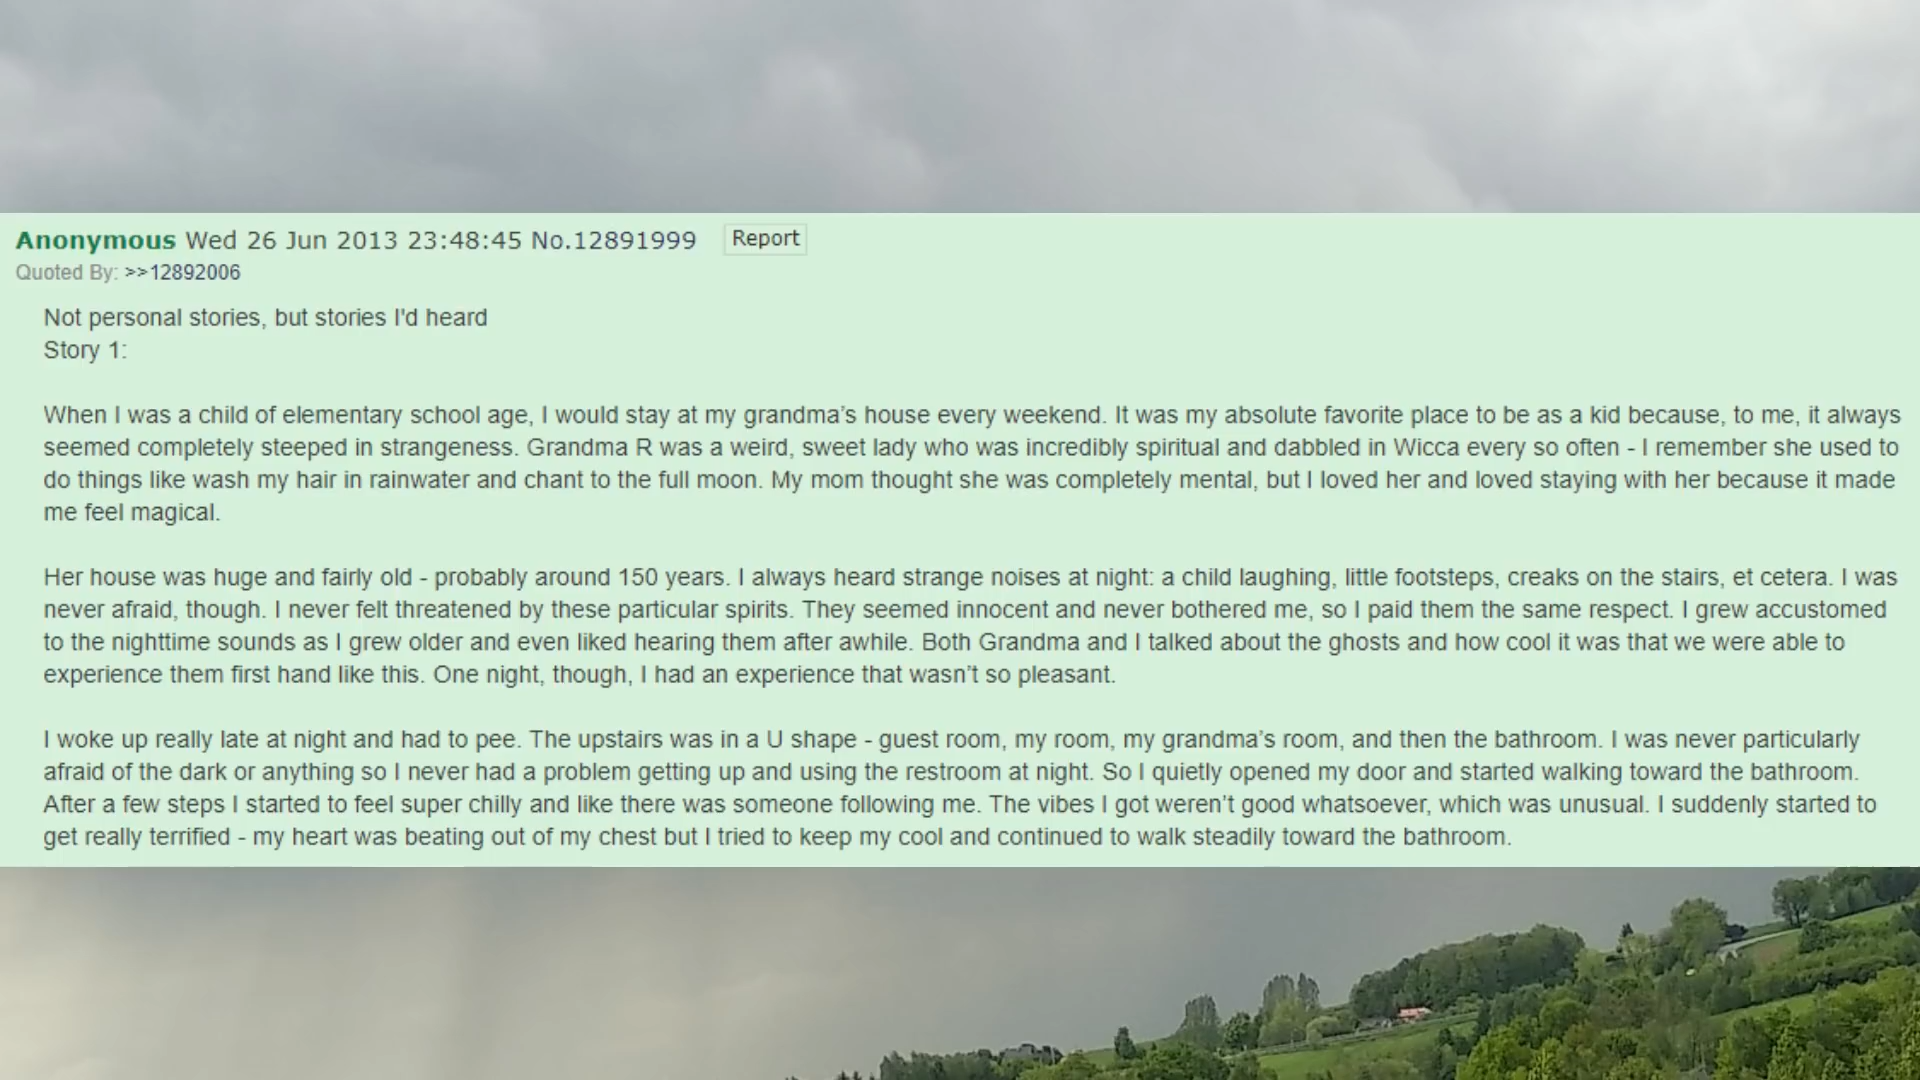 Anonymous Wed 26 Jun 2013 23:48:45 No.12891999 Report
Quoted By: >>12892006
Not personal stories, but stories I'd heard
Story 1:
When I was a child of elementary school age, I would stay at my grandma’s house every weekend. It was my absolute favorite place to be as a kid because, to me, it always
seemed completely steeped in strangeness. Grandma R was a weird, sweet lady who was incredibly spiritual and dabbled in Wicca every so often - I remember she used to
do things like wash my hair in rainwater and chant to the full moon. My mom thought she was completely mental, but I loved her and loved staying with her because it made
me feel magical.
Her house was huge and fairly old - probably around 150 years. I always heard strange noises at night: a child laughing, little footsteps, creaks on the stairs, et cetera. I was
never afraid, though. I never felt threatened by these particular spirits. They seemed innocent and never bothered me, so I paid them the same respect. I grew accustomed
to the nighttime sounds as I grew older and even liked hearing them after awhile. Both Grandma and I talked about the ghosts and how cool it was that we were able to
experience them first hand like this. One night, though, I had an experience that wasn’t so pleasant.
I woke up really late at night and had to pee. The upstairs was in a U shape - guest room, my room, my grandma’s room, and then the bathroom. I was never particularly
afraid of the dark or anything so I never had a problem getting up and using the restroom at night. So I quietly opened my door and started walking toward the bathroom.
After a few steps I started to feel super chilly and like there was someone following me. The vibes I got weren’t good whatsoever, which was unusual. I suddenly started to
get really terrified - my heart was beating out of my chest but I tried to keep my cool and continued to walk steadily toward the bathroom.